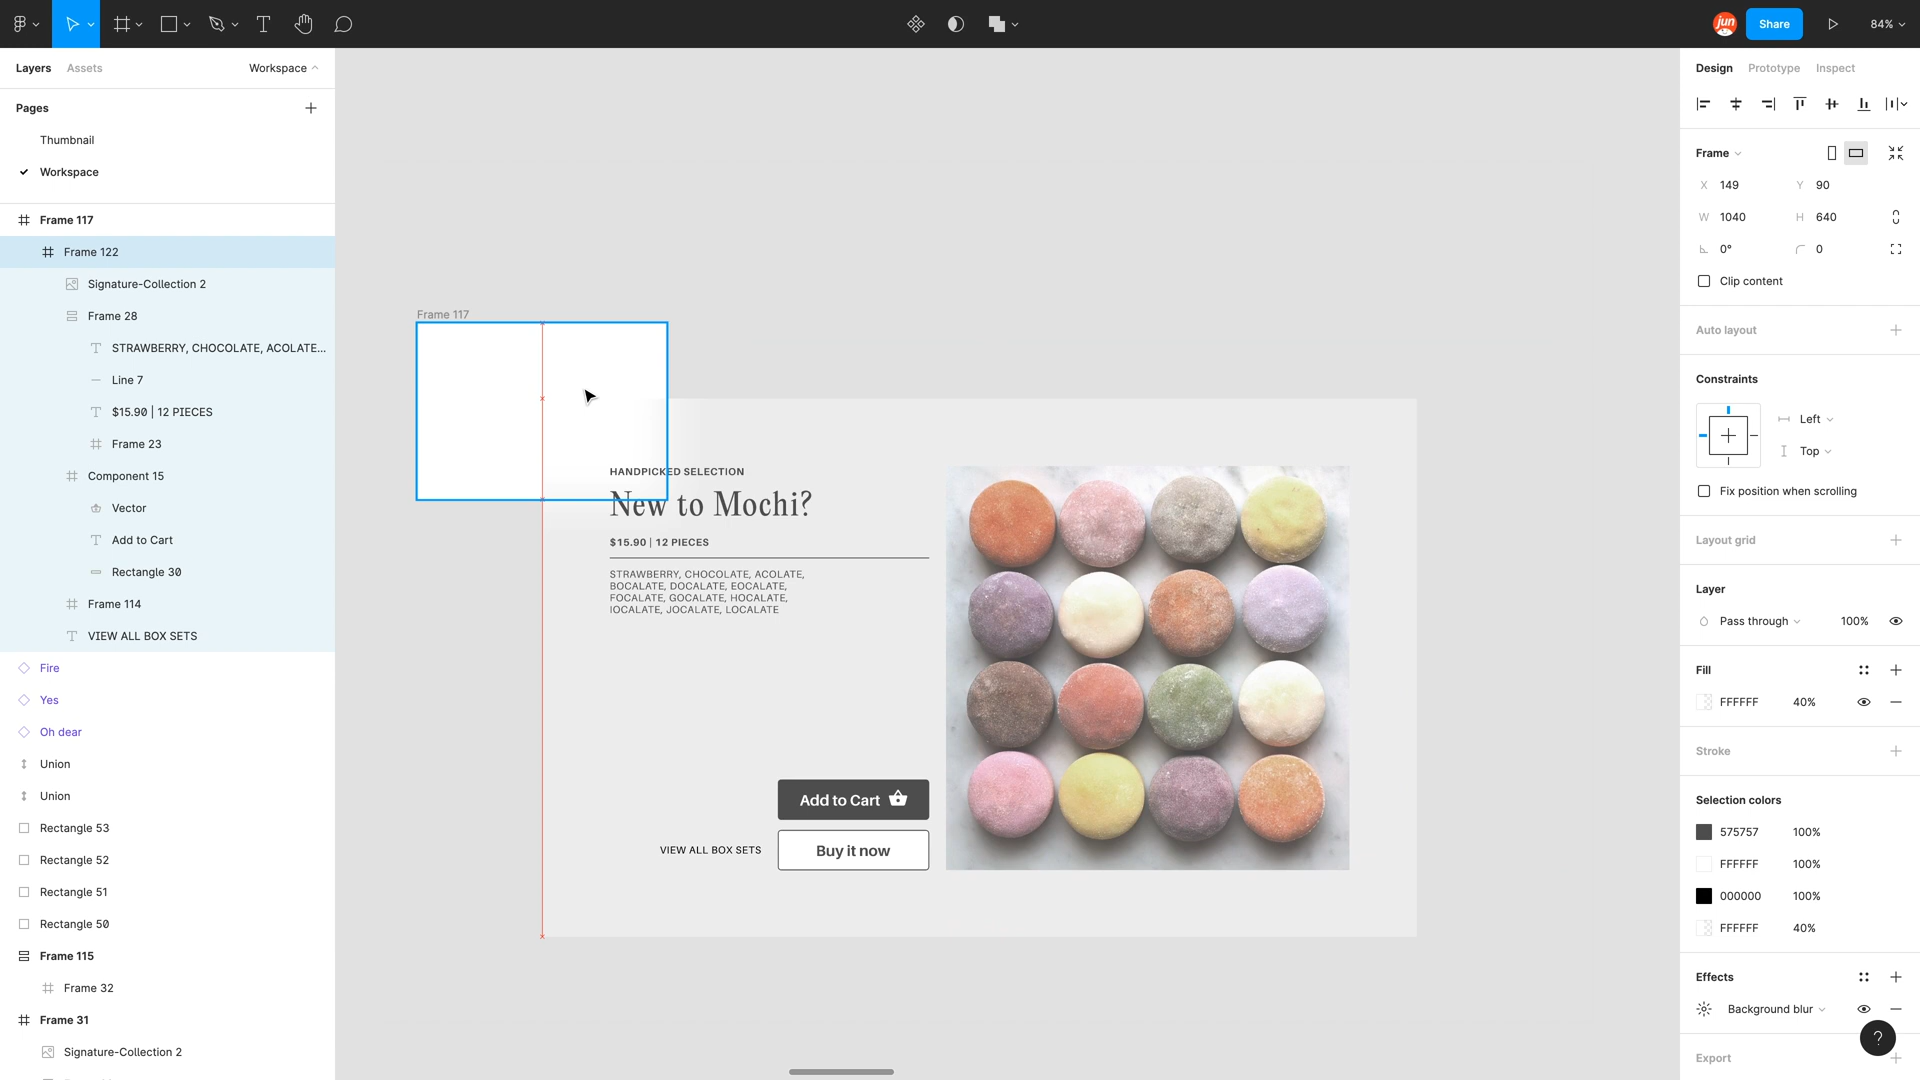 jun
Share
84%
Layers
Assets
Workspace
Pages
Thumbnail
Workspace
Frame 117
Frame 122
Signature-Collection 2
Frame 28
STRAWBERRY, CHOCOLATE, ACOLATE...
Line 7
$15.90 | 12 PIECES
Frame 23
Component 15
Vector
Add to Cart
Rectangle 30
Frame 114
VIEW ALL BOX SETS
Fire
Yes
Oh dear
Union
Union
Rectangle 53
Rectangle 52
Rectangle 51
Rectangle 50
Frame 115
Frame 32
Frame 31
Signature-Collection 2
Frame 117
HANDPICKED SELECTION
New to Mochi?
$15.90 | 12 PIECES
STRAWBERRY, CHOCOLATE, ACOLATE,
BOCALATE, DOCALATE, EOCALATE,
FOCALATE, GOCALATE, HOCALATE,
IOCALATE, JOCALATE, LOCALATE
Add to Cart
VIEW ALL BOX SETS
Buy it now
Design
Prototype
Inspect
Frame
X 149
Y 90
W 1040
H 640
0°
0
Clip content
Auto layout
Constraints
Left
Top
Fix position when scrolling
Layout grid
Layer
Pass through
100%
Fill
FFFFFF 40%
Stroke
Selection colors
575757 100%
FFFFFF 100%
000000 100%
FFFFFF 40%
Effects
Background blur
?
Export